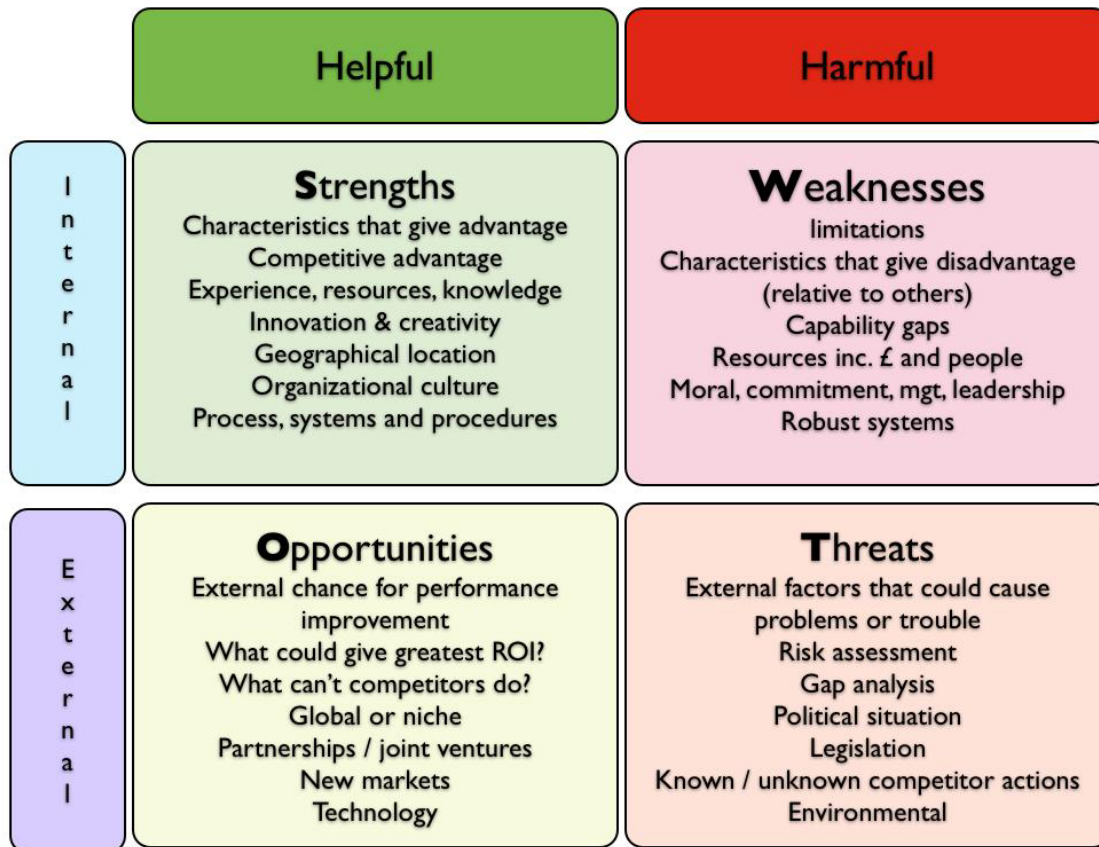 Helpful
Harmful
Internal
Strengths
Characteristics that give advantage
Competitive advantage
Experience, resources, knowledge
Innovation & creativity
Geographical location
Organizational culture
Process, systems and procedures
Weaknesses
limitations
Characteristics that give disadvantage
(relative to others)
Capability gaps
Resources inc. £ and people
Moral, commitment, mgt, leadership
Robust systems
External
Opportunities
External chance for performance
improvement
What could give greatest ROI?
What can't competitors do?
Global or niche
Partnerships / joint ventures
New markets
Technology
Threats
External factors that could cause
problems or trouble
Risk assessment
Gap analysis
Political situation
Legislation
Known / unknown competitor actions
Environmental